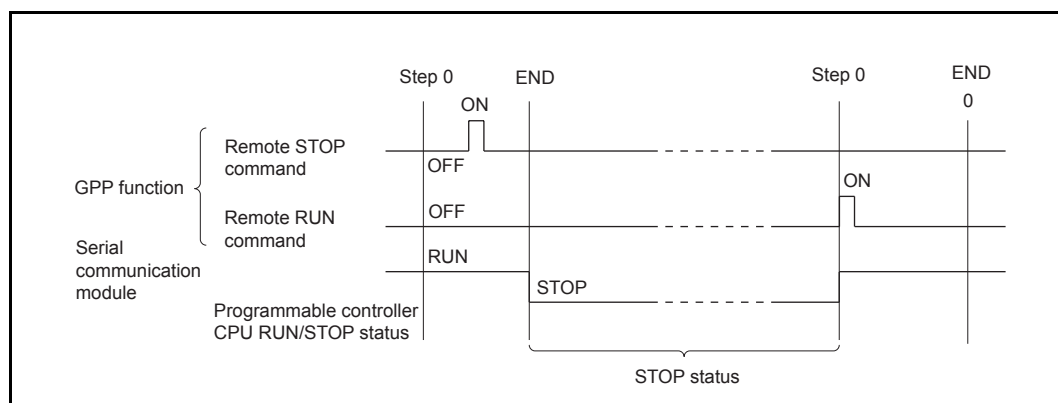 Step 0
END
Step 0
END
0
ON
Remote STOP
command
OFF
GPP function
ON
Remote RUN
command
OFF
Serial
communication
module
RUN
STOP
Programmable controller
CPU RUN/STOP status
STOP status